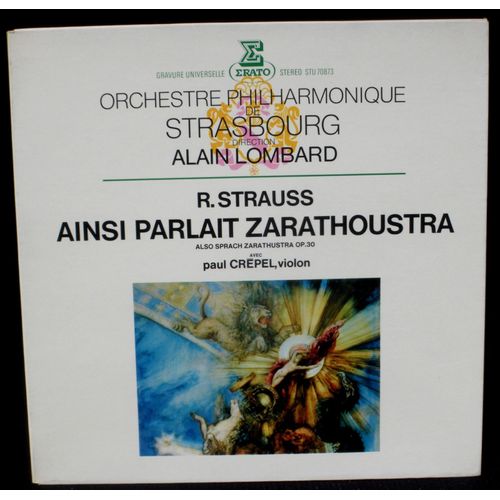 ERATO
GRAVURE UNIVERSELLE STEREO STU 70873
ORCHESTRE PHILHARMONIQUE
DE
STRASBOURG
DIRECTION
ALAIN LOMBARD
R. STRAUSS
AINSI PARLAIT ZARATHOUSTRA
ALSO SPRACH ZARATHUSTRA OP.30
AVEC
paul CREPEL, violon